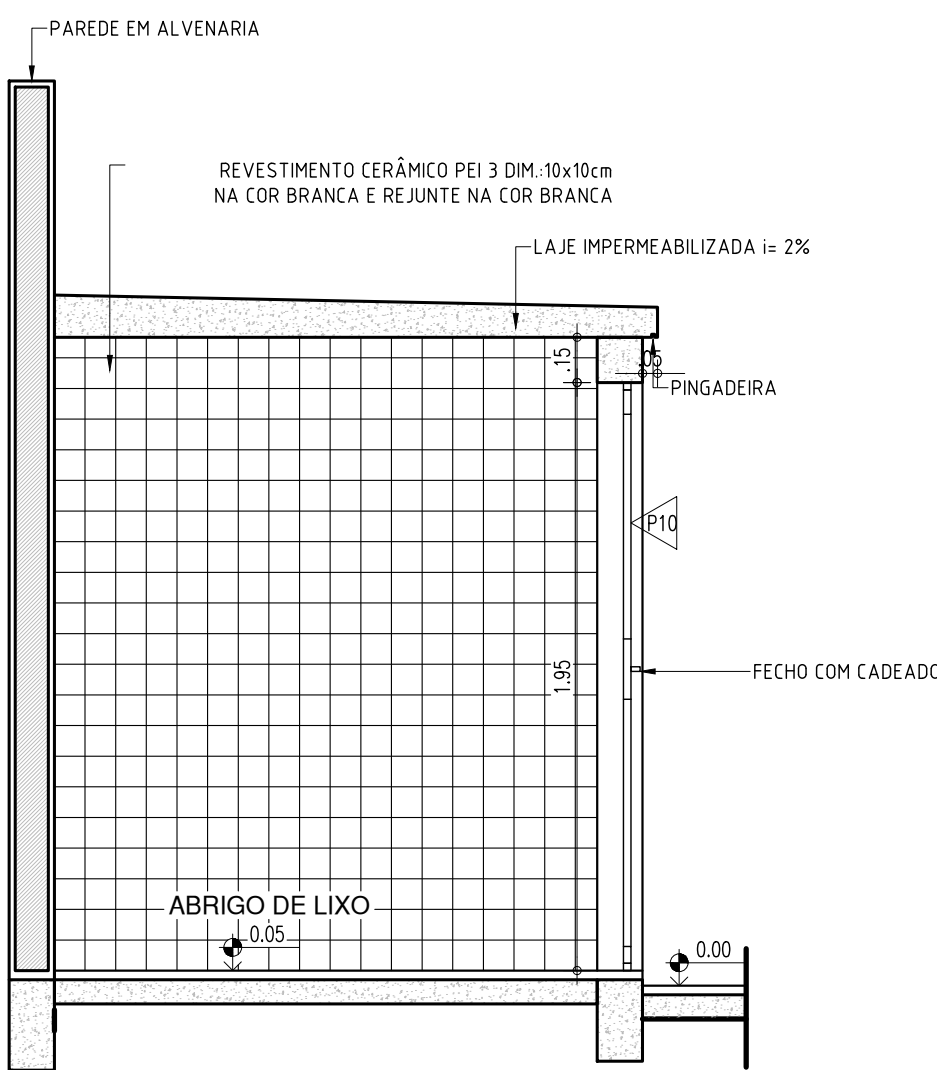 PAREDE EM ALVENARIA
REVESTIMENTO CERÂMICO PEI 3 DIM.:10x10cm
NA COR BRANCA E REJUNTE NA COR BRANCA
LAJE IMPERMEABILIZADA i= 2%
.15
.05
PINGADEIRA
P10
1.95
FECHO COM CADEADO
ABRIGO DE LIXO
0.05
0.00